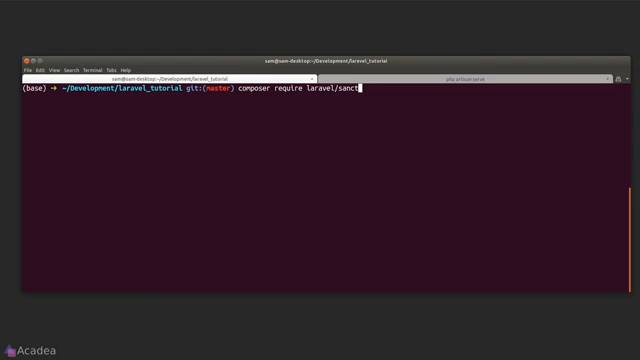 sam@sam-desktop:~/Development/laravel_tutorial
File Edit View Search Terminal Tabs Help
sam@sam-desktop:~/Development/laravel_tutorial × php artisan serve ×
(base) ➜ ~/Development/laravel_tutorial git:(master) composer require laravel/sanct
Acadea